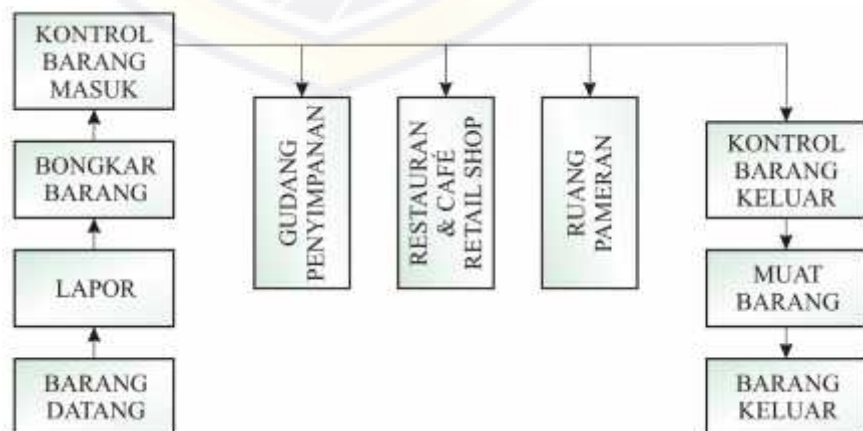 KONTROL
BARANG
MASUK
BONGKAR
BARANG
LAPOR
BARANG
DATANG
GUDANG
PENYIMPANAN
RESTAURAN
& CAFÉ
RETAIL SHOP
RUANG
PAMERAN
KONTROL
BARANG
KELUAR
MUAT
BARANG
BARANG
KELUAR